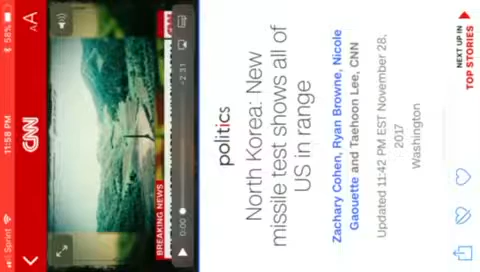 Sprint
11:58 PM
58%
CNN
AA
BREAKING NEWS
0:00
-2:31
politics
North Korea: New
missile test shows all of
US in range
Zachary Cohen, Ryan Browne, Nicole
Gaouette and Taehoon Lee, CNN
Updated 11:42 PM EST November 28,
2017
Washington
NEXT UP IN
TOP STORIES